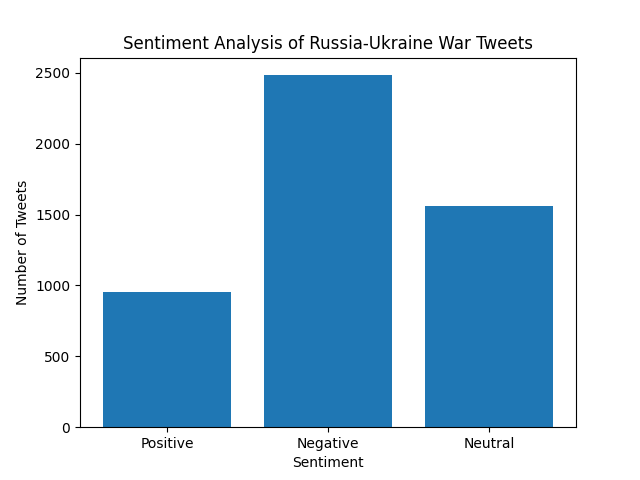 Sentiment Analysis of Russia-Ukraine War Tweets
2500
2000
1500
1000
500
0
Number of Tweets
Positive Negative Neutral
Sentiment